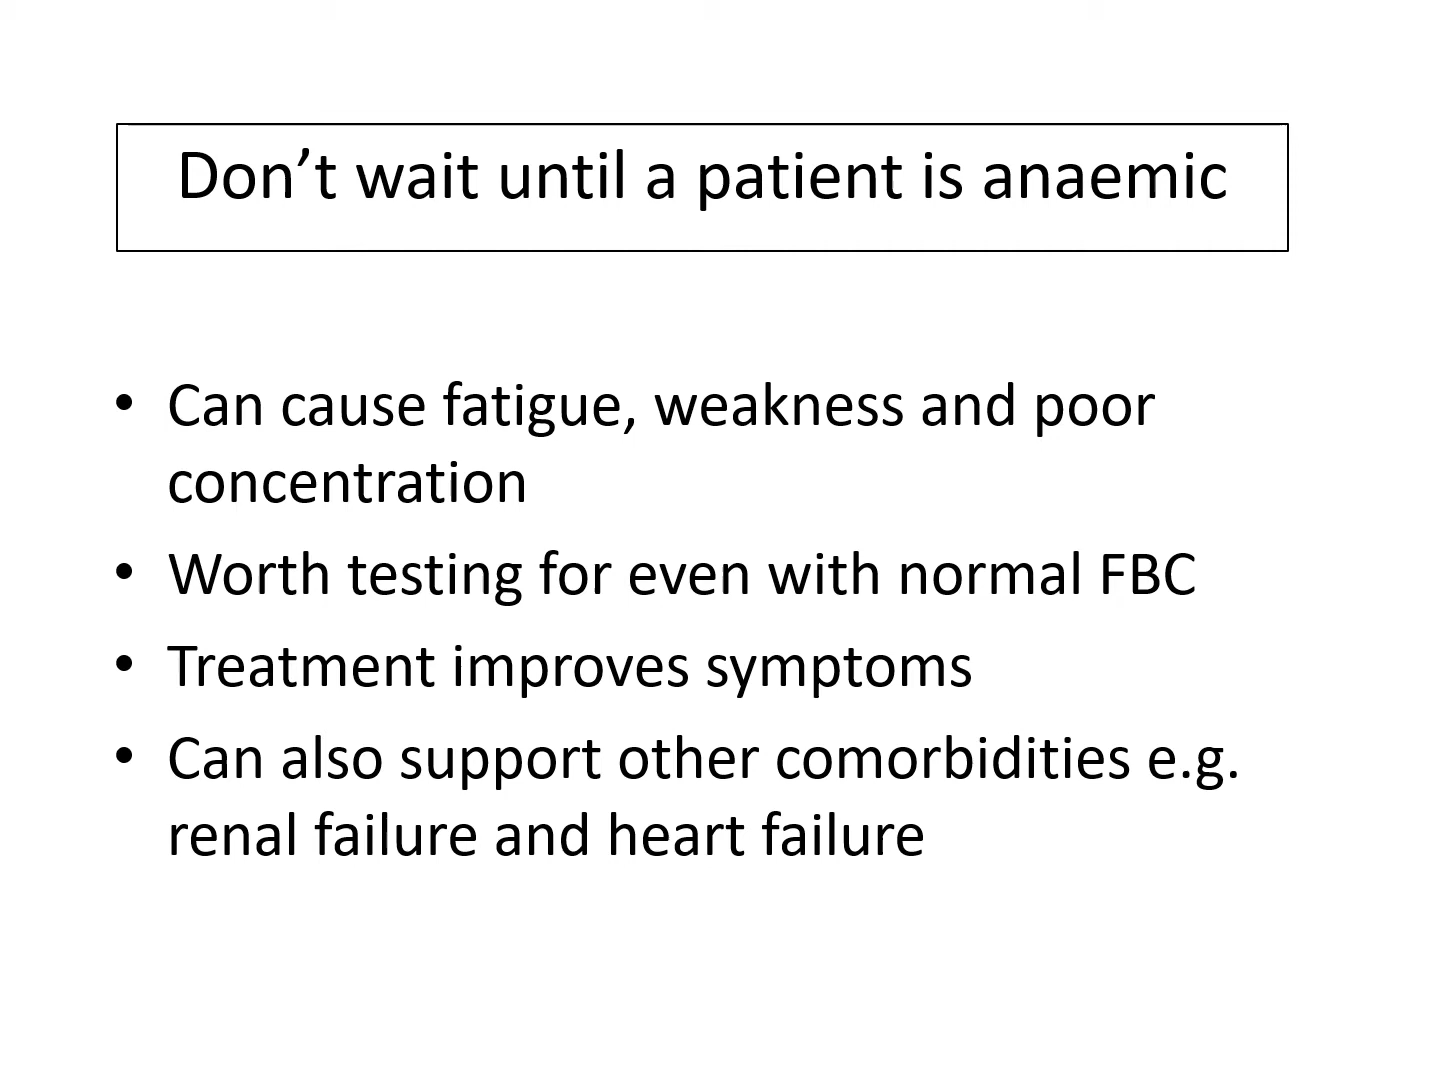 Don’t wait until a patient is anaemic
• Can cause fatigue, weakness and poor
concentration
• Worth testing for even with normal FBC
• Treatment improves symptoms
• Can also support other comorbidities e.g.
renal failure and heart failure